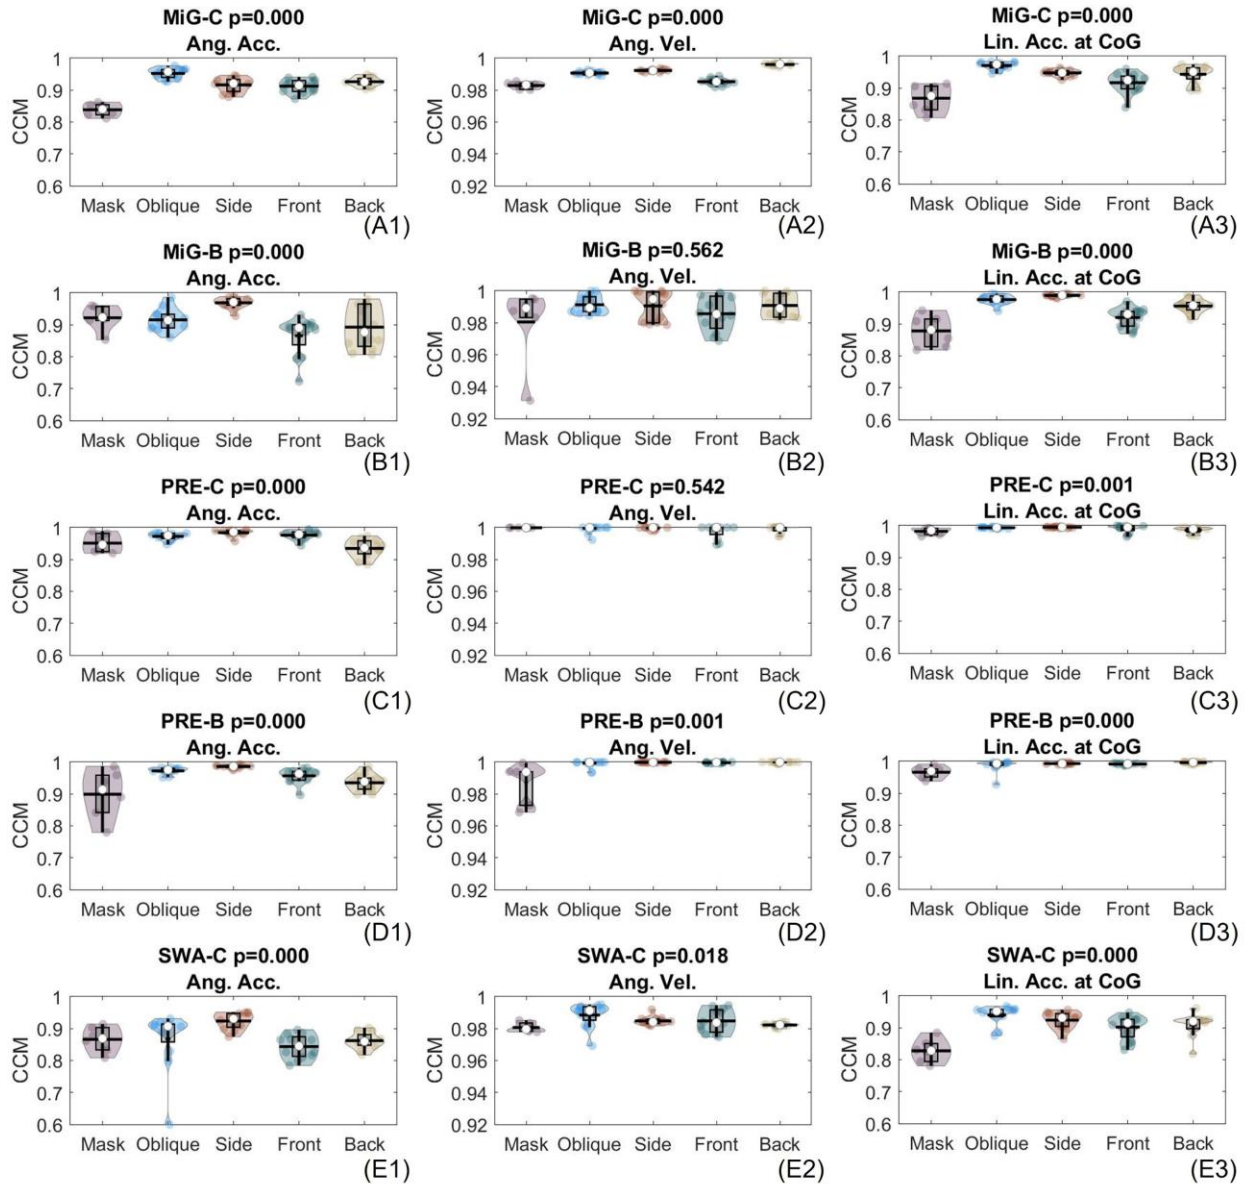 MiG-C p=0.000
Ang. Acc.
1
0.9
0.8
0.7
0.6
CCM
Mask Oblique Side Front Back
(A1)
MiG-C p=0.000
Ang. Vel.
1
0.98
0.96
0.94
0.92
CCM
Mask Oblique Side Front Back
(A2)
MiG-C p=0.000
Lin. Acc. at CoG
1
0.9
0.8
0.7
0.6
CCM
Mask Oblique Side Front Back
(A3)
MiG-B p=0.000
Ang. Acc.
1
0.9
0.8
0.7
0.6
CCM
Mask Oblique Side Front Back
(B1)
MiG-B p=0.562
Ang. Vel.
1
0.98
0.96
0.94
0.92
CCM
Mask Oblique Side Front Back
(B2)
MiG-B p=0.000
Lin. Acc. at CoG
1
0.9
0.8
0.7
0.6
CCM
Mask Oblique Side Front Back
(B3)
PRE-C p=0.000
Ang. Acc.
1
0.9
0.8
0.7
0.6
CCM
Mask Oblique Side Front Back
(C1)
PRE-C p=0.542
Ang. Vel.
1
0.98
0.96
0.94
0.92
CCM
Mask Oblique Side Front Back
(C2)
PRE-C p=0.001
Lin. Acc. at CoG
1
0.9
0.8
0.7
0.6
CCM
Mask Oblique Side Front Back
(C3)
PRE-B p=0.000
Ang. Acc.
1
0.9
0.8
0.7
0.6
CCM
Mask Oblique Side Front Back
(D1)
PRE-B p=0.001
Ang. Vel.
1
0.98
0.96
0.94
0.92
CCM
Mask Oblique Side Front Back
(D2)
PRE-B p=0.000
Lin. Acc. at CoG
1
0.9
0.8
0.7
0.6
CCM
Mask Oblique Side Front Back
(D3)
SWA-C p=0.000
Ang. Acc.
1
0.9
0.8
0.7
0.6
CCM
Mask Oblique Side Front Back
(E1)
SWA-C p=0.018
Ang. Vel.
1
0.98
0.96
0.94
0.92
CCM
Mask Oblique Side Front Back
(E2)
SWA-C p=0.000
Lin. Acc. at CoG
1
0.9
0.8
0.7
0.6
CCM
Mask Oblique Side Front Back
(E3)